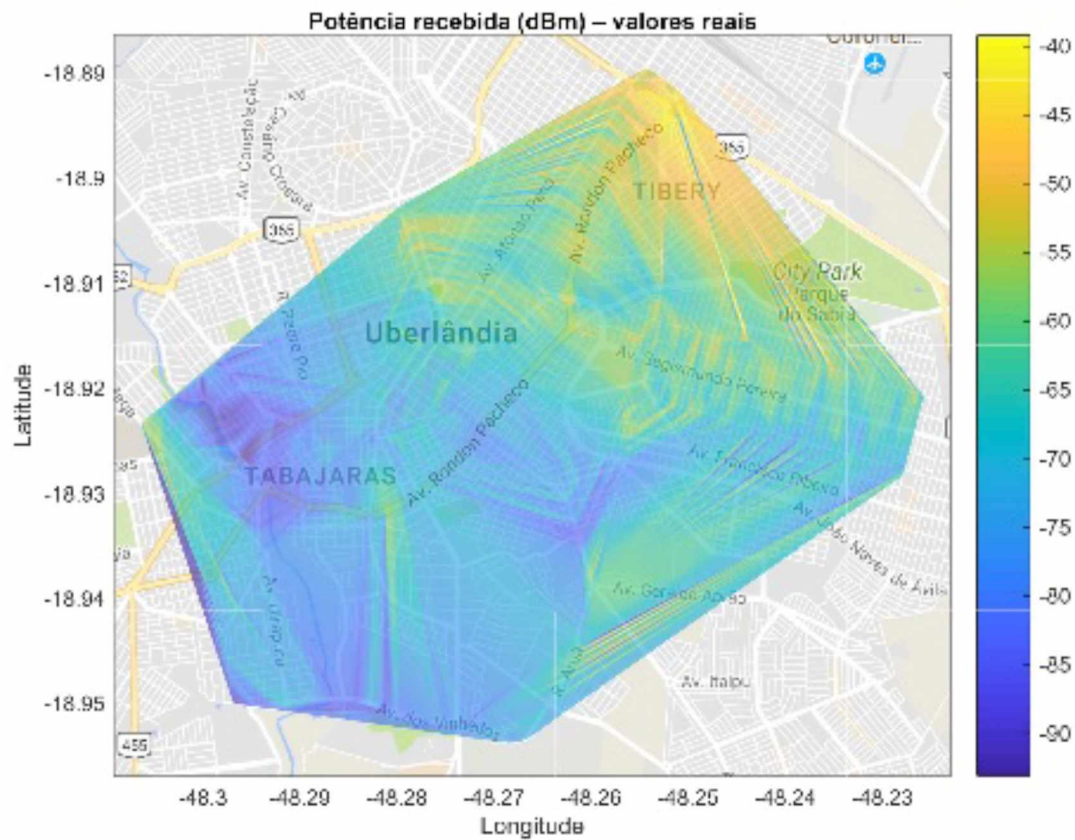 Potência recebida (dBm) – valores reais
-18.89
-18.9
-18.91
-18.92
-18.93
-18.94
-18.95
Latitude
-48.3
-48.29
-48.28
-48.27
-48.26
-48.25
-48.24
-48.23
Longitude
-40
-45
-50
-55
-60
-65
-70
-75
-80
-85
-90
Av. Constelação
365
365
TIBERY
Av. Rondon Pacheco
Av. Afonso Pena
City Park
Parque
do Sabiá
Uberlândia
Av. Segismundo Pereira
Av. Rondon Pacheco
TABAJARAS
Av. Francisco Ribeiro
Av. João Naves de Ávila
Av. Itaipu
Av. dos Vinhedos
455